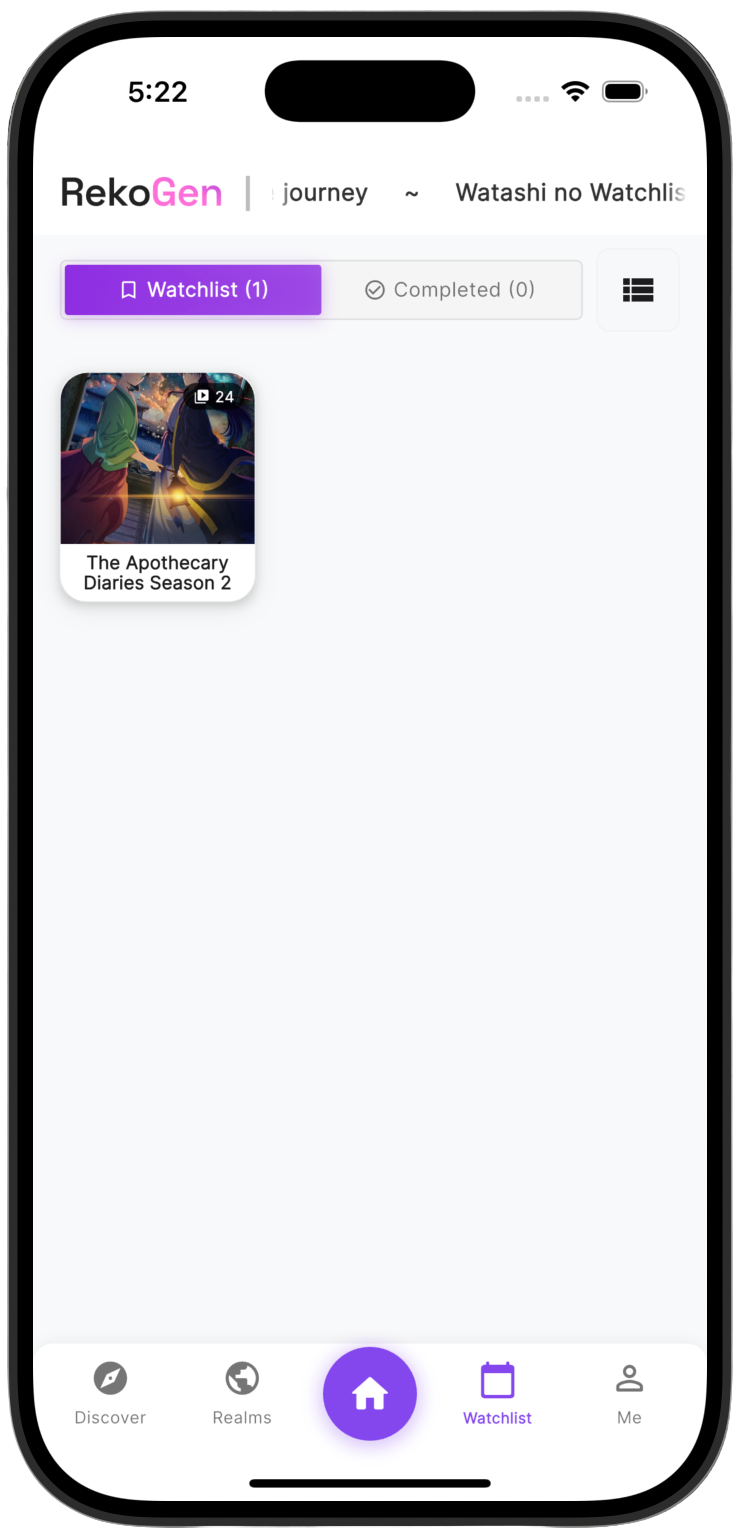 5:22
RekoGen | journey ~ Watashi no Watchlis
Watchlist (1)
Completed (0)
24
The Apothecary
Diaries Season 2
Discover
Realms
Watchlist
Me